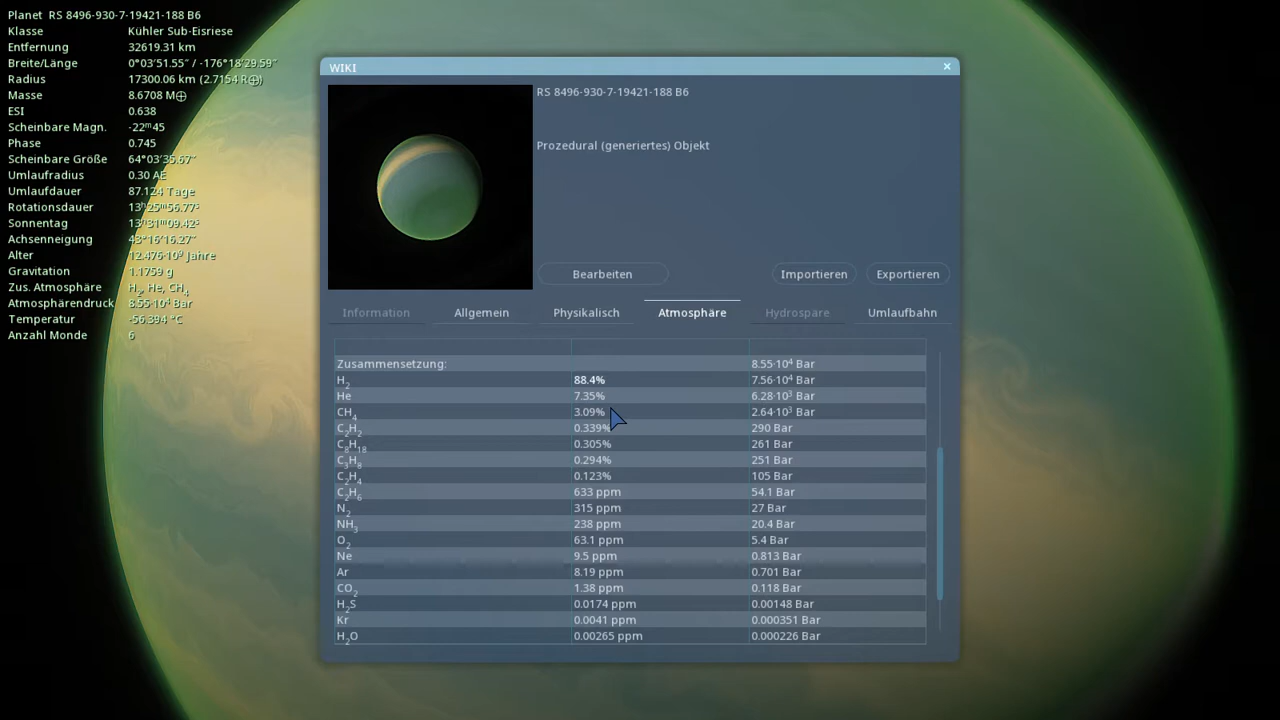 Planet RS 8496-930-7-19421-188 B6
Klasse Kühler Sub-Eisriese
Entfernung 32619.31 km
Breite/Länge 0°03′51.55″ / -176°18′29.59″
Radius 17300.06 km (2.7154 R⊕)
Masse 8.6708 M⊕
ESI 0.638
Scheinbare Magn. -22ᵐ45
Phase 0.745
Scheinbare Größe 64°03′35.67″
Umlaufradius 0.30 AE
Umlaufdauer 87.124 Tage
Rotationsdauer 13ʰ25ᵐ56.77ˢ
Sonnentag 13ʰ31ᵐ09.42ˢ
Achsenneigung 43°16′16.27″
Alter 12.476·10⁹ Jahre
Gravitation 1.1759 g
Zus. Atmosphäre H₂, He, CH₄
Atmosphärendruck 8.55·10⁴ Bar
Temperatur -56.394 °C
Anzahl Monde 6
WIKI
RS 8496-930-7-19421-188 B6
Prozedural (generiertes) Objekt
Bearbeiten Importieren Exportieren
Information Allgemein Physikalisch Atmosphäre Hydrospäre Umlaufbahn
Zusammensetzung: 8.55·10⁴ Bar
H₂ 88.4% 7.56·10⁴ Bar
He 7.35% 6.28·10³ Bar
CH₄ 3.09% 2.64·10³ Bar
C₂H₂ 0.339% 290 Bar
C₈H₁₈ 0.305% 261 Bar
C₃H₈ 0.294% 251 Bar
C₂H₄ 0.123% 105 Bar
C₂H₆ 633 ppm 54.1 Bar
N₂ 315 ppm 27 Bar
NH₃ 238 ppm 20.4 Bar
O₂ 63.1 ppm 5.4 Bar
Ne 9.5 ppm 0.813 Bar
Ar 8.19 ppm 0.701 Bar
CO₂ 1.38 ppm 0.118 Bar
H₂S 0.0174 ppm 0.00148 Bar
Kr 0.0041 ppm 0.000351 Bar
H₂O 0.00265 ppm 0.000226 Bar